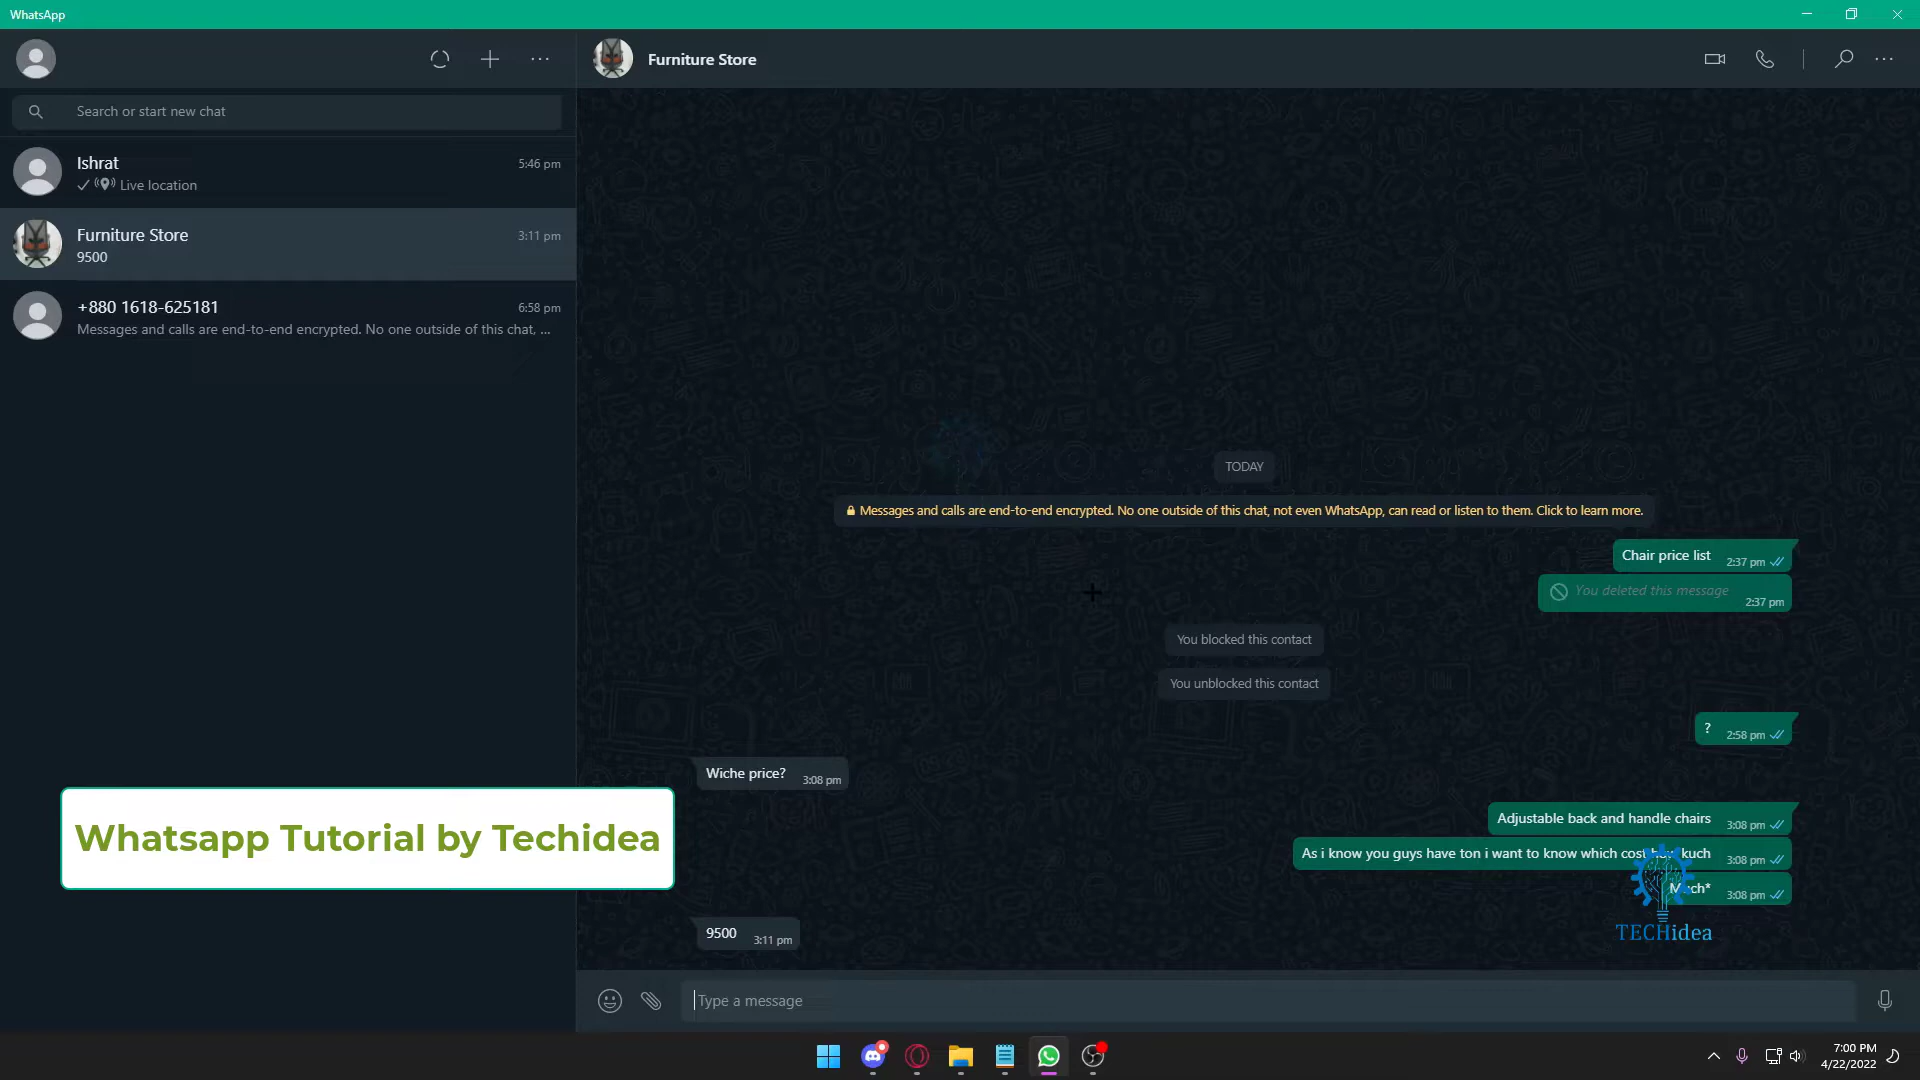 WhatsApp
Furniture Store
Search or start new chat
Ishrat
5:46 pm
Live location
Furniture Store
3:11 pm
9500
+880 1618-625181
6:58 pm
Messages and calls are end-to-end encrypted. No one outside of this chat, ...
TODAY
Messages and calls are end-to-end encrypted. No one outside of this chat, not even WhatsApp, can read or listen to them. Click to learn more.
Chair price list 2:37 pm
You deleted this message 2:37 pm
You blocked this contact
You unblocked this contact
? 2:58 pm
Wiche price? 3:08 pm
Adjustable back and handle chairs 3:08 pm
As i know you guys have ton i want to know which cost how kuch 3:08 pm
Much* 3:08 pm
9500 3:11 pm
Whatsapp Tutorial by Techidea
TECHidea
Type a message
7:00 PM
4/22/2022